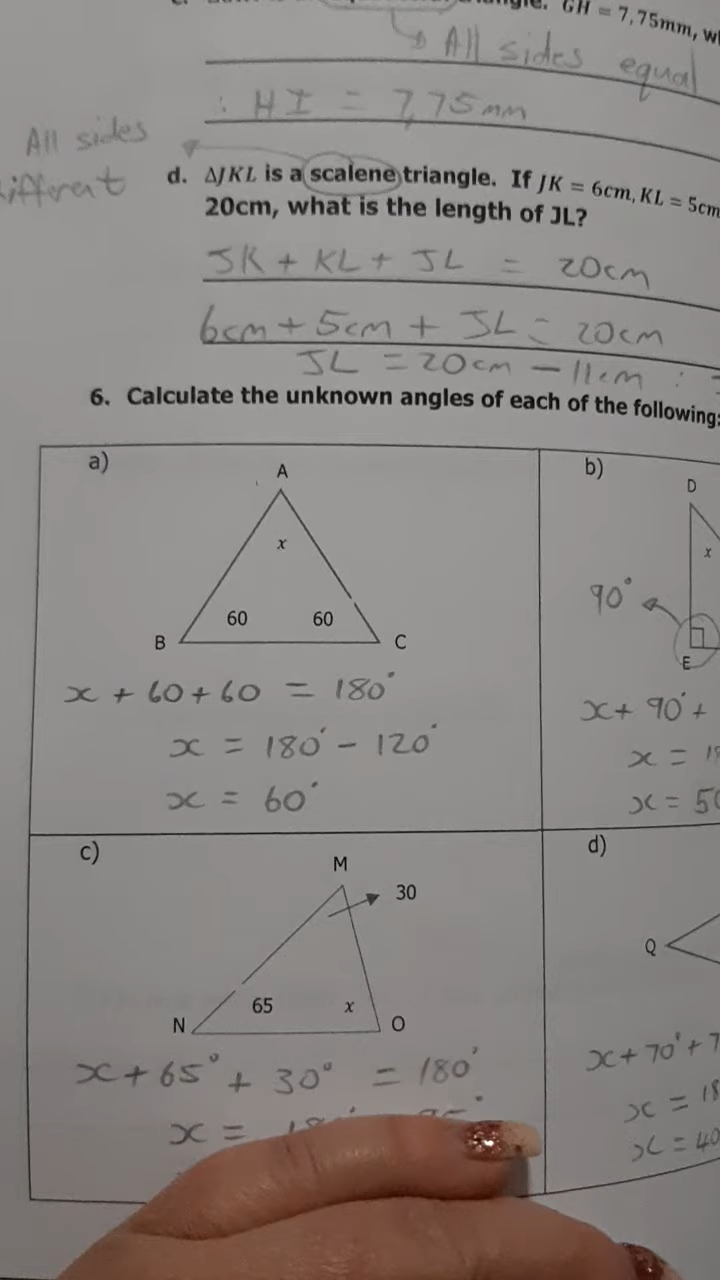 GH = 7,75mm, w
All sides equal
∴ HI = 7,75mm
All sides
different
d. ΔJKL is a scalene triangle. If JK = 6cm, KL = 5cm
20cm, what is the length of JL?
JK + KL + JL = 20cm
6cm + 5cm + JL = 20cm
JL = 20cm - 11cm
6. Calculate the unknown angles of each of the following:
a)
A
x
60 60
B C
x + 60 + 60 = 180°
x = 180° - 120°
x = 60°
b)
D
x
90°
E
x + 90° +
x = 18
x = 50
c)
M
30
65 x
N O
x + 65° + 30° = 180°
x =
d)
Q
x + 70° + 7
x = 18
x = 40